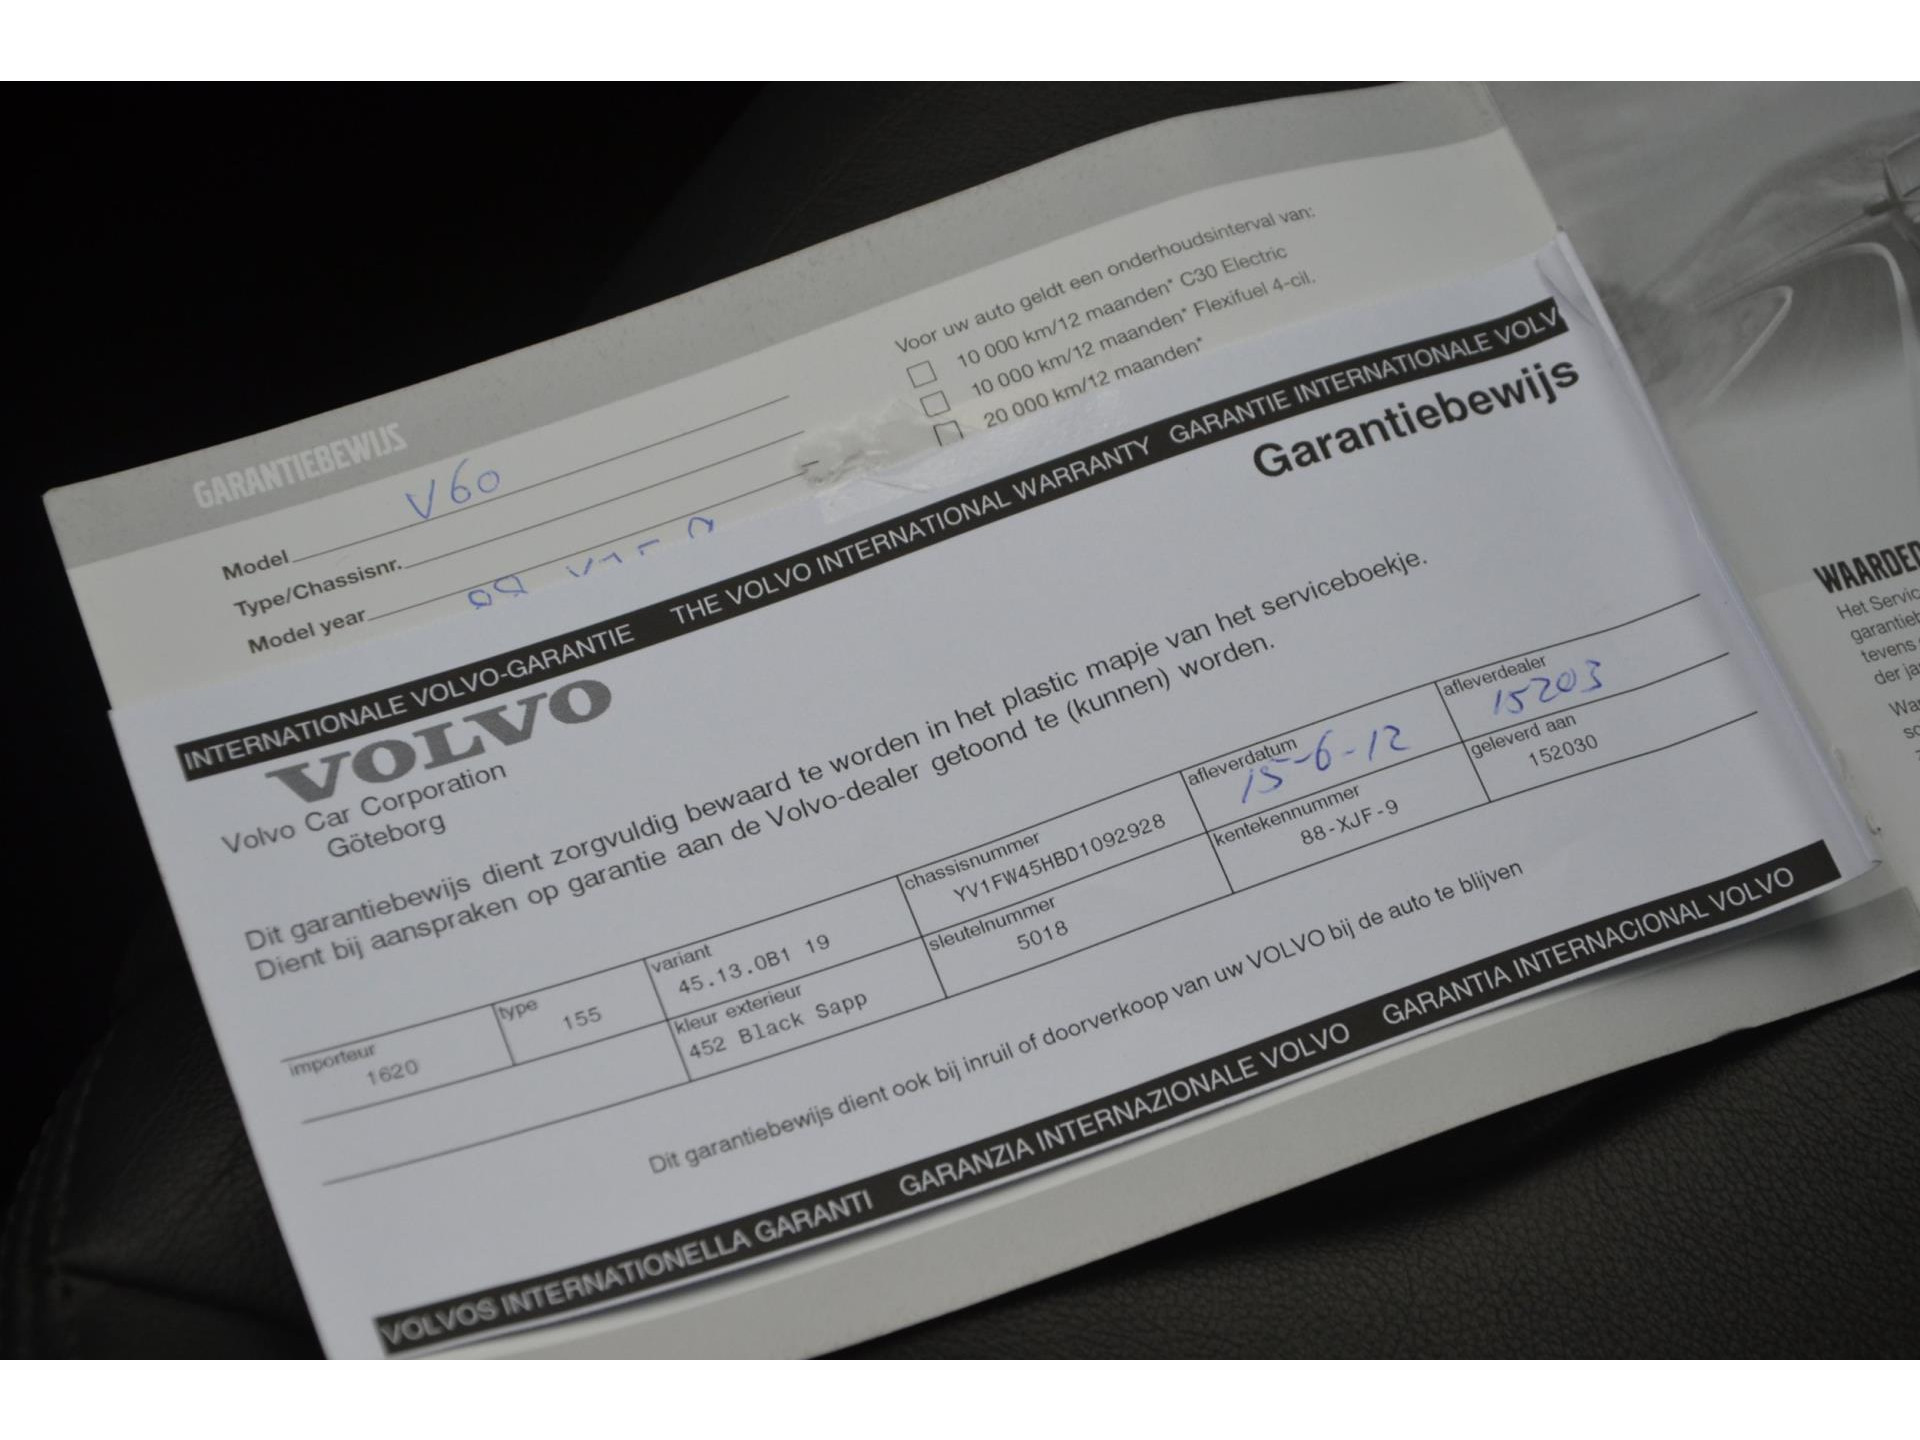 GARANTIEBEWIJS
Model V60
Type/Chassisnr.
Model year
Voor uw auto geldt een onderhoudsinterval van:
10 000 km/12 maanden* C30 Electric
10 000 km/12 maanden* Flexifuel 4-cil.
20 000 km/12 maanden*
INTERNATIONALE VOLVO-GARANTIE THE VOLVO INTERNATIONAL WARRANTY GARANTIE INTERNATIONALE VOLV
Garantiebewijs
VOLVO
Volvo Car Corporation
Göteborg
Dit garantiebewijs dient zorgvuldig bewaard te worden in het plastic mapje van het serviceboekje.
Dient bij aanspraken op garantie aan de Volvo-dealer getoond te (kunnen) worden.
importeur type variant chassisnummer afleverdatum afleverdealer
1620 155 45.13.0B1 19 YV1FW45HBD1092928 15-6-12 15203
kleur exterieur sleutelnummer kentekennummer geleverd aan
452 Black Sapp 5018 88-XJF-9 152030
Dit garantiebewijs dient ook bij inruil of doorverkoop van uw VOLVO bij de auto te blijven
VOLVOS INTERNATIONELLA GARANTI GARANZIA INTERNAZIONALE VOLVO GARANTIA INTERNACIONAL VOLVO
WAARDE
Het Servic
garantieb
tevens
der ja